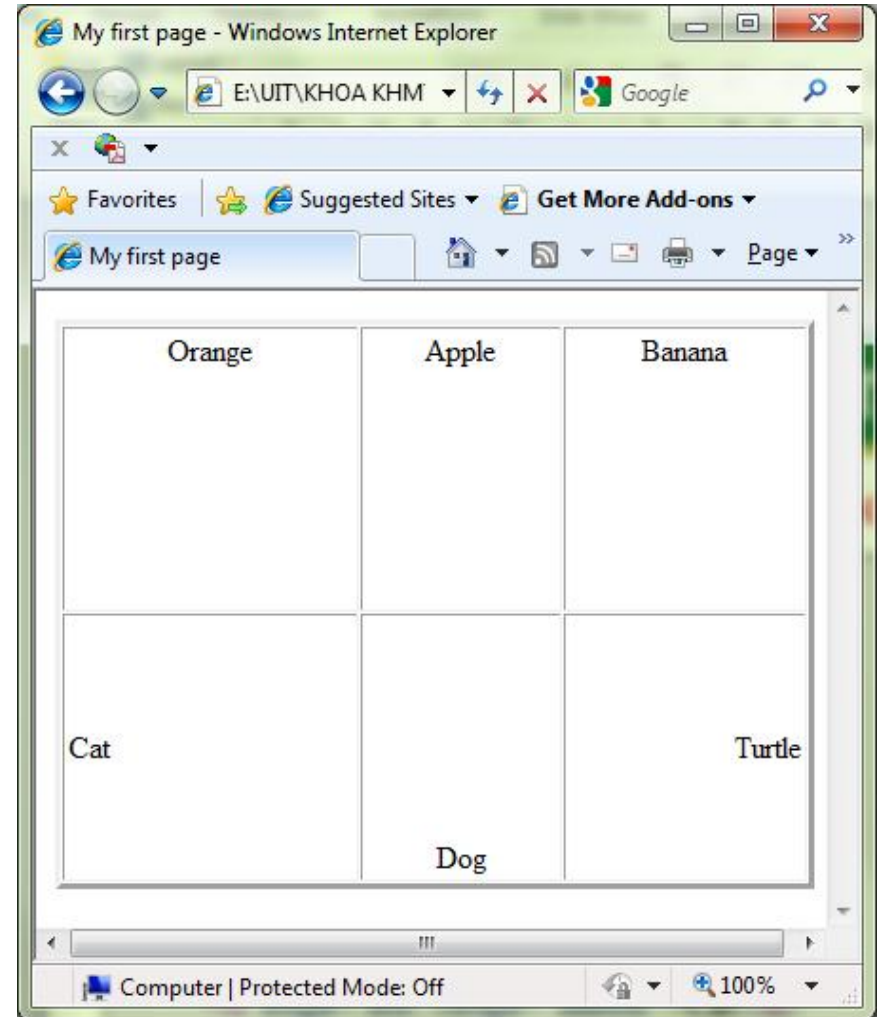 My first page - Windows Internet Explorer
E:\UIT\KHOA KHM Google
X
Favorites Suggested Sites Get More Add-ons
My first page Page »
Orange Apple Banana
Cat Turtle
Dog
Computer | Protected Mode: Off 100%